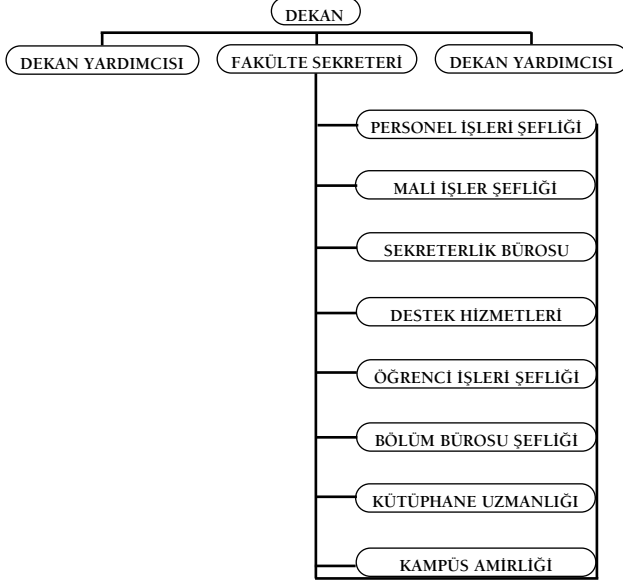 DEKAN
DEKAN YARDIMCISI
FAKÜLTE SEKRETERİ
DEKAN YARDIMCISI
PERSONEL İŞLERİ ŞEFLİĞİ
MALİ İŞLER ŞEFLİĞİ
SEKRETERLİK BÜROSU
DESTEK HİZMETLERİ
ÖĞRENCİ İŞLERİ ŞEFLİĞİ
BÖLÜM BÜROSU ŞEFLİĞİ
KÜTÜPHANE UZMANLIĞI
KAMPÜS AMİRLİĞİ